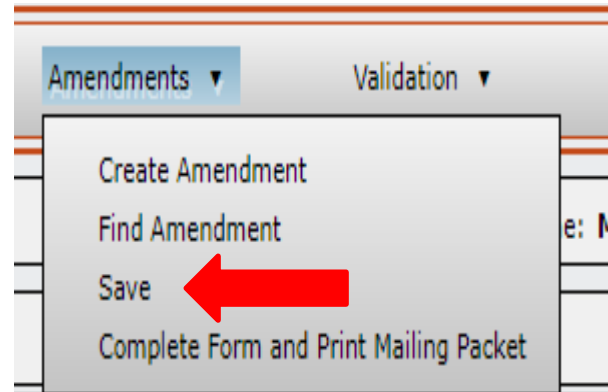 Amendments ▼ Validation ▼
Create Amendment
Find Amendment
e:
Save
Complete Form and Print Mailing Packet